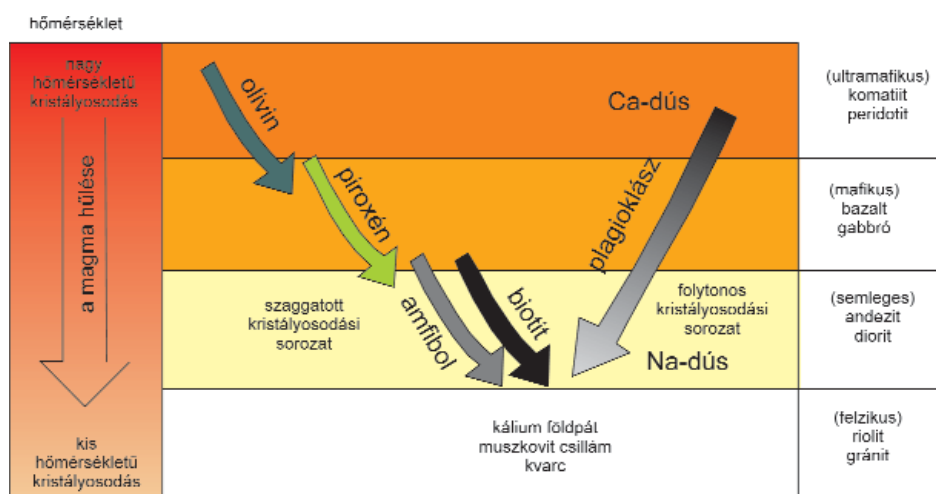 hőmérséklet
nagy
hőmérsékletű
kristályosodás
a magma hűlése
kis
hőmérsékletű
kristályosodás
olivin
piroxén
amfibol
biotit
Ca-dús
plagioklász
Na-dús
szaggatott
kristályosodási
sorozat
folytonos
kristályosodási
sorozat
kálium földpát
muszkovit csillám
kvarc
(ultramafikus)
komatiit
peridotit
(mafikus)
bazalt
gabbró
(semleges)
andezit
diorit
(felzikus)
riolit
gránit